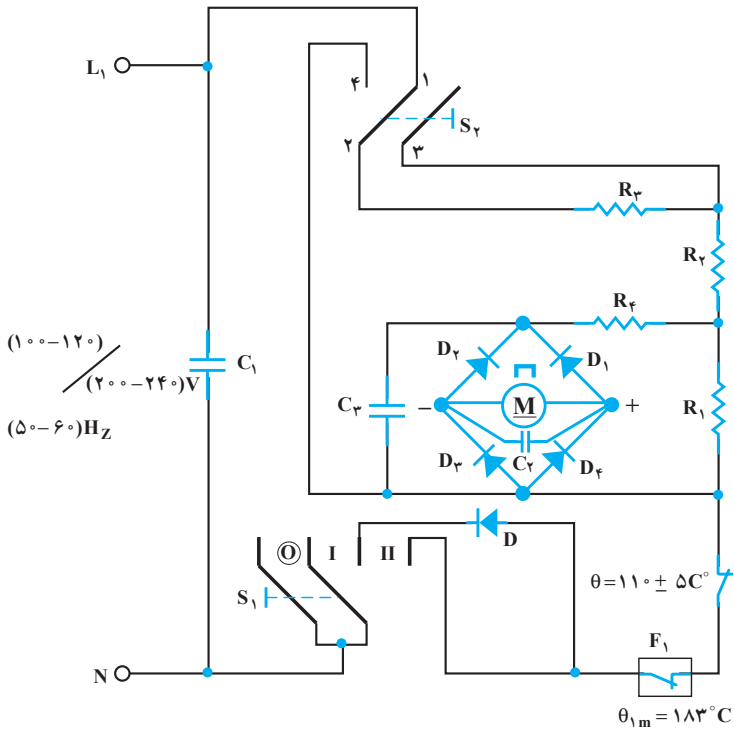 L۱
۴
۱
۲
۳
S۲
R۳
R۲
R۴
D۲
D۱
(۱۰۰-۱۲۰)
(۲۰۰-۲۴۰)V
C۱
C۳
-
M
+
R۱
(۵۰-۶۰)HZ
D۳
C۲
D۴
O
I
II
D
S۱
θ=۱۱۰± ۵C°
F۱
N
θ۱m = ۱۸۳°C